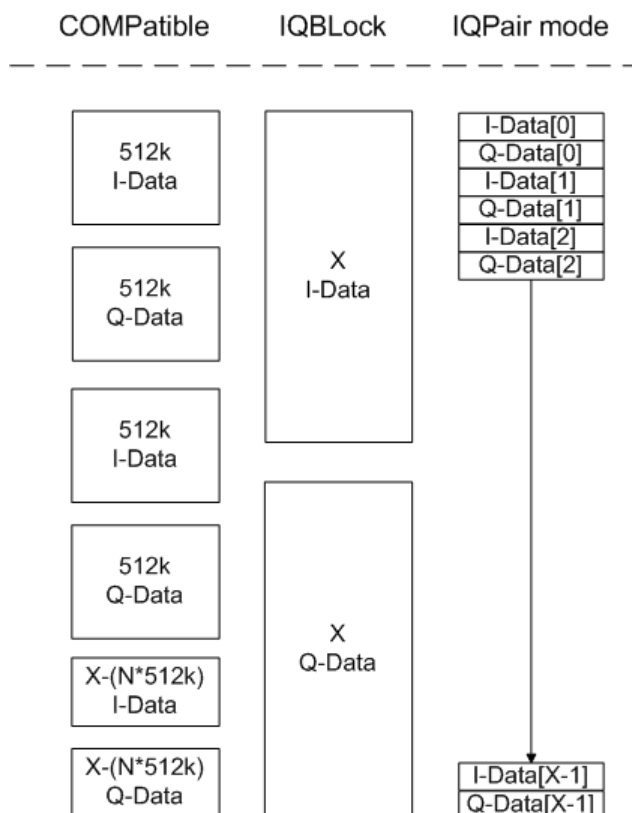 COMPatible IQBLock IQPair mode
512k
I-Data
512k
Q-Data
512k
I-Data
512k
Q-Data
X-(N*512k)
I-Data
X-(N*512k)
Q-Data
X
I-Data
X
Q-Data
I-Data[0]
Q-Data[0]
I-Data[1]
Q-Data[1]
I-Data[2]
Q-Data[2]
I-Data[X-1]
Q-Data[X-1]